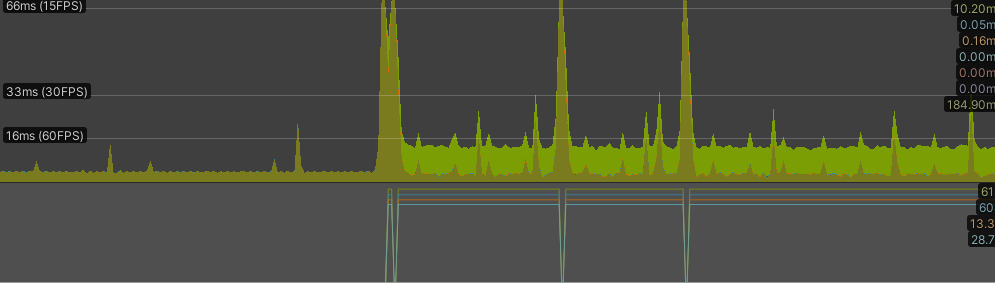 66ms (15FPS)
10.20m
0.05m
0.16m
0.00m
0.00m
33ms (30FPS)
0.00m
184.90m
16ms (60FPS)
61
60
13.3
28.7